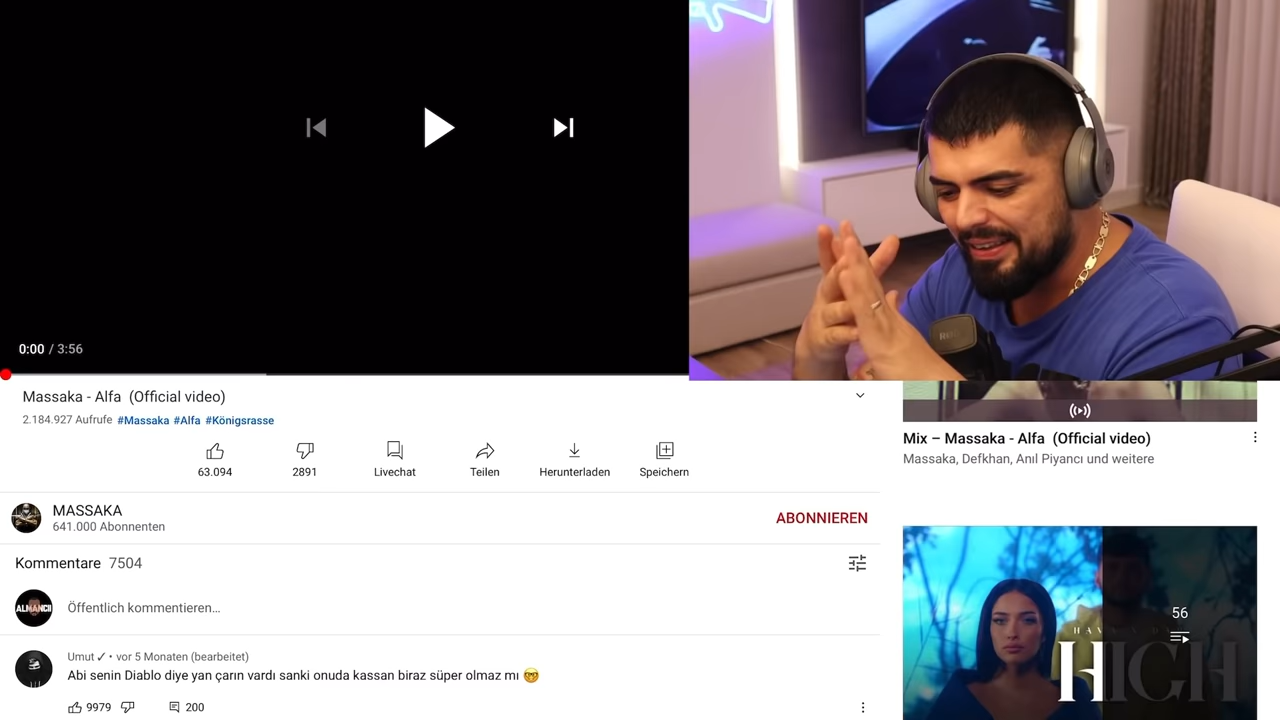 0:00 / 3:56
Massaka - Alfa (Official video)
2.184.927 Aufrufe #Massaka #Alfa #Königsrasse
63.094
2891
Livechat
Teilen
Herunterladen
Speichern
MASSAKA
641.000 Abonnenten
ABONNIEREN
Kommentare 7504
ALMANCII
Öffentlich kommentieren...
Umut ✓ • vor 5 Monaten (bearbeitet)
Abi senin Diablo diye yan çarın vardı sanki onuda kassan biraz süper olmaz mı 🤓
9979
200
RØDE
Mix – Massaka - Alfa (Official video)
Massaka, Defkhan, Anıl Piyancı und weitere
56
HIGH